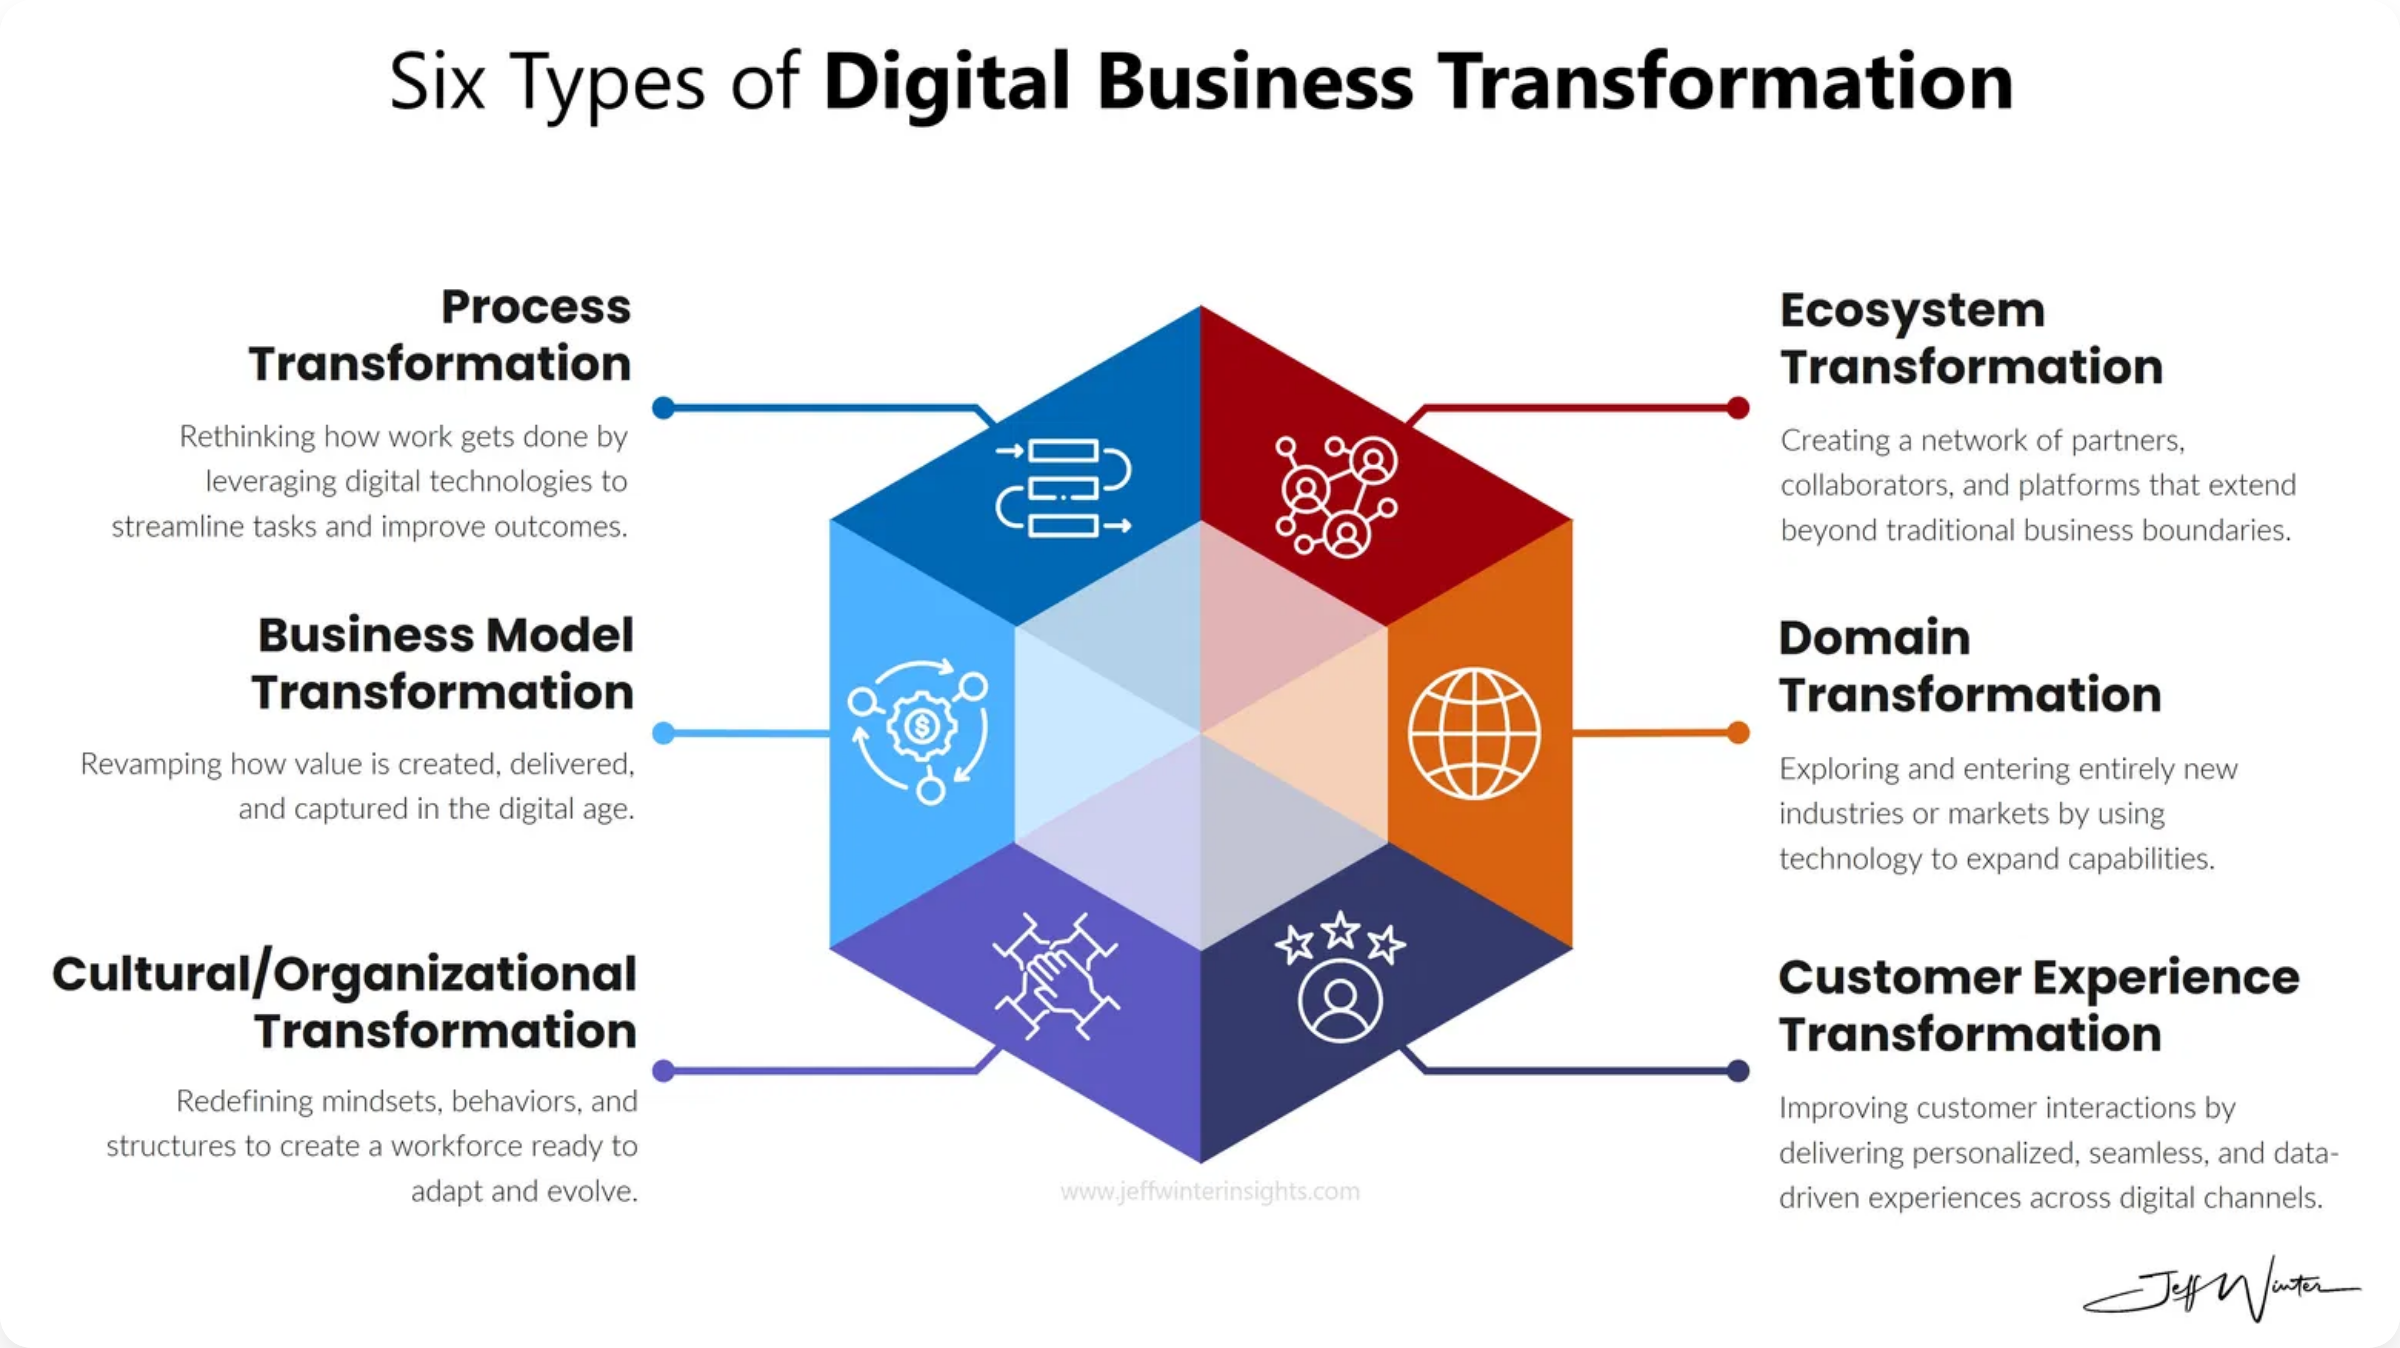 Six Types of Digital Business Transformation
Process
Transformation
Rethinking how work gets done by
leveraging digital technologies to
streamline tasks and improve outcomes.
Business Model
Transformation
Revamping how value is created, delivered,
and captured in the digital age.
Cultural/Organizational
Transformation
Redefining mindsets, behaviors, and
structures to create a workforce ready to
adapt and evolve.
Ecosystem
Transformation
Creating a network of partners,
collaborators, and platforms that extend
beyond traditional business boundaries.
Domain
Transformation
Exploring and entering entirely new
industries or markets by using
technology to expand capabilities.
Customer Experience
Transformation
Improving customer interactions by
delivering personalized, seamless, and data-
driven experiences across digital channels.
$
www.jeffwinterinsights.com
Jeff Winter